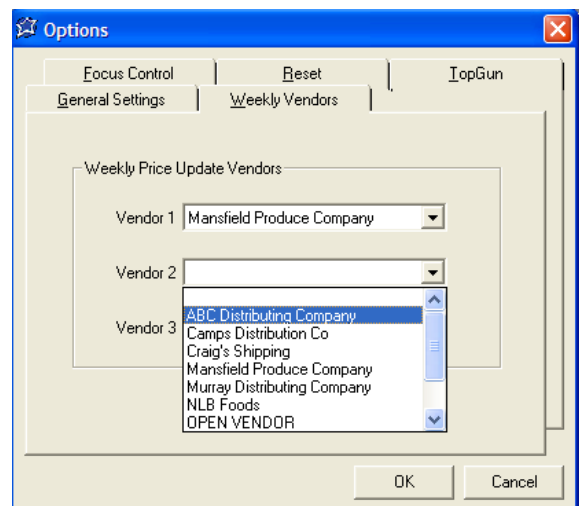 Options
Focus Control Reset TopGun
General Settings Weekly Vendors
Weekly Price Update Vendors
Vendor 1 Mansfield Produce Company
Vendor 2
ABC Distributing Company
Vendor 3 Camps Distribution Co
Craig's Shipping
Mansfield Produce Company
Murray Distributing Company
NLB Foods
OPEN VENDOR
OK Cancel